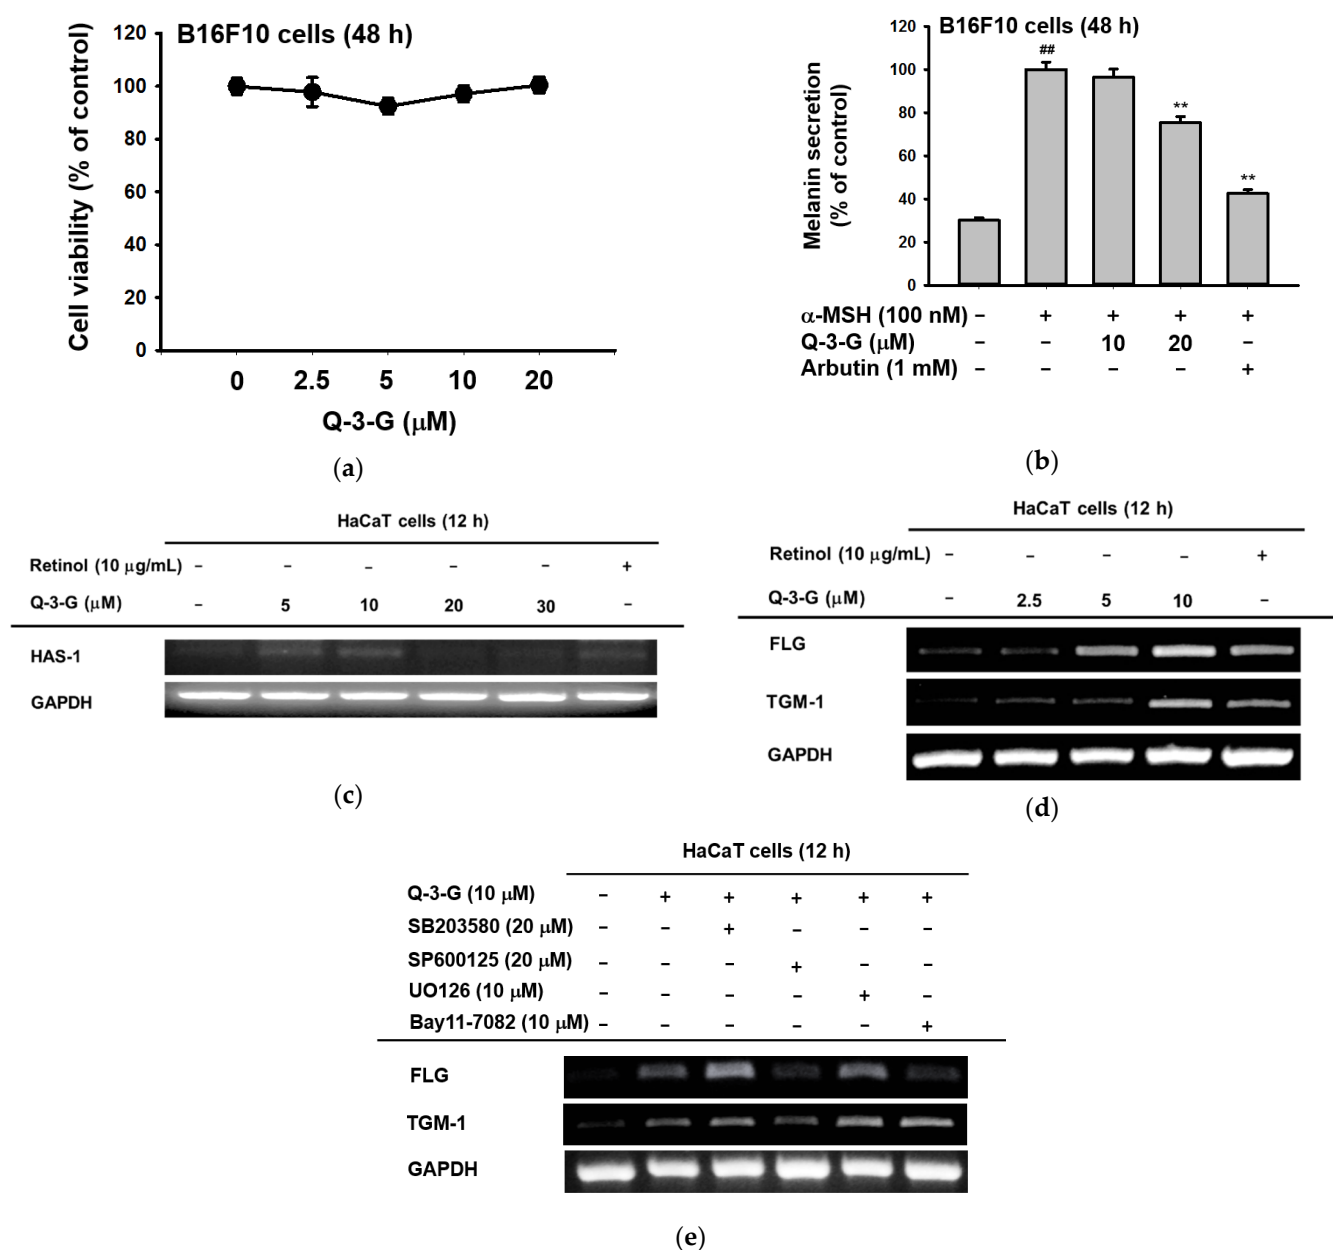 B16F10 cells (48 h)
Cell viability (% of control)
120
100
80
60
40
20
0
0 2.5 5 10 20
Q-3-G (μM)
(a)
B16F10 cells (48 h)
Melanin secretion
(% of control)
120
100
80
60
40
20
0
##
**
**
α-MSH (100 nM) − + + + +
Q-3-G (μM) − − 10 20 −
Arbutin (1 mM) − − − − +
(b)
HaCaT cells (12 h)
Retinol (10 μg/mL) − − − − − +
Q-3-G (μM) − 5 10 20 30 −
HAS-1
GAPDH
(c)
HaCaT cells (12 h)
Retinol (10 μg/mL) − − − − +
Q-3-G (μM) − 2.5 5 10 −
FLG
TGM-1
GAPDH
(d)
HaCaT cells (12 h)
Q-3-G (10 μM) − + + + + +
SB203580 (20 μM) − − + − − −
SP600125 (20 μM) − − − + − −
UO126 (10 μM) − − − − + −
Bay11-7082 (10 μM) − − − − − +
FLG
TGM-1
GAPDH
(e)